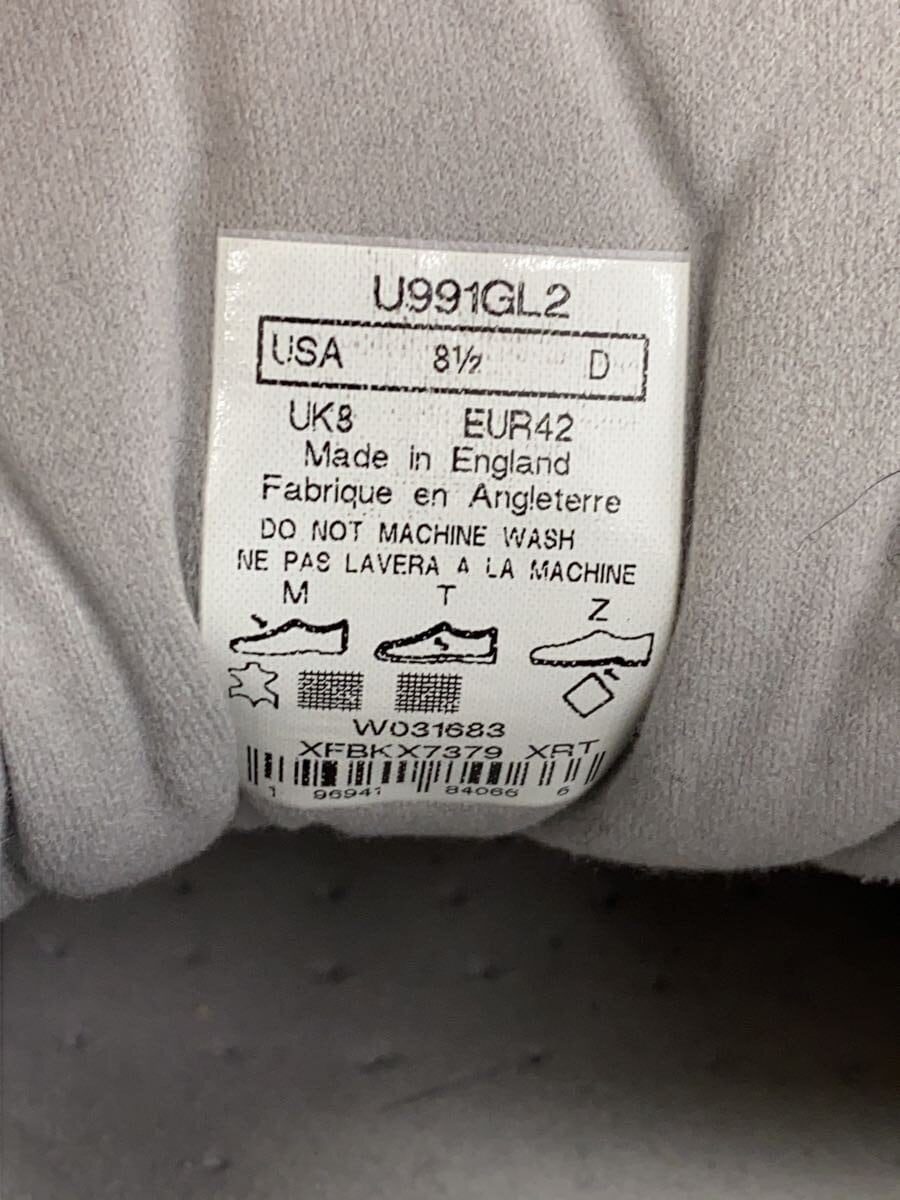 U991GL2
USA 8½ D
UK8 EUR42
Made in England
Fabrique en Angleterre
DO NOT MACHINE WASH
NE PAS LAVERA A LA MACHINE
M T Z
W031683
XFBKX7379 XRT
1 96941 84066 6